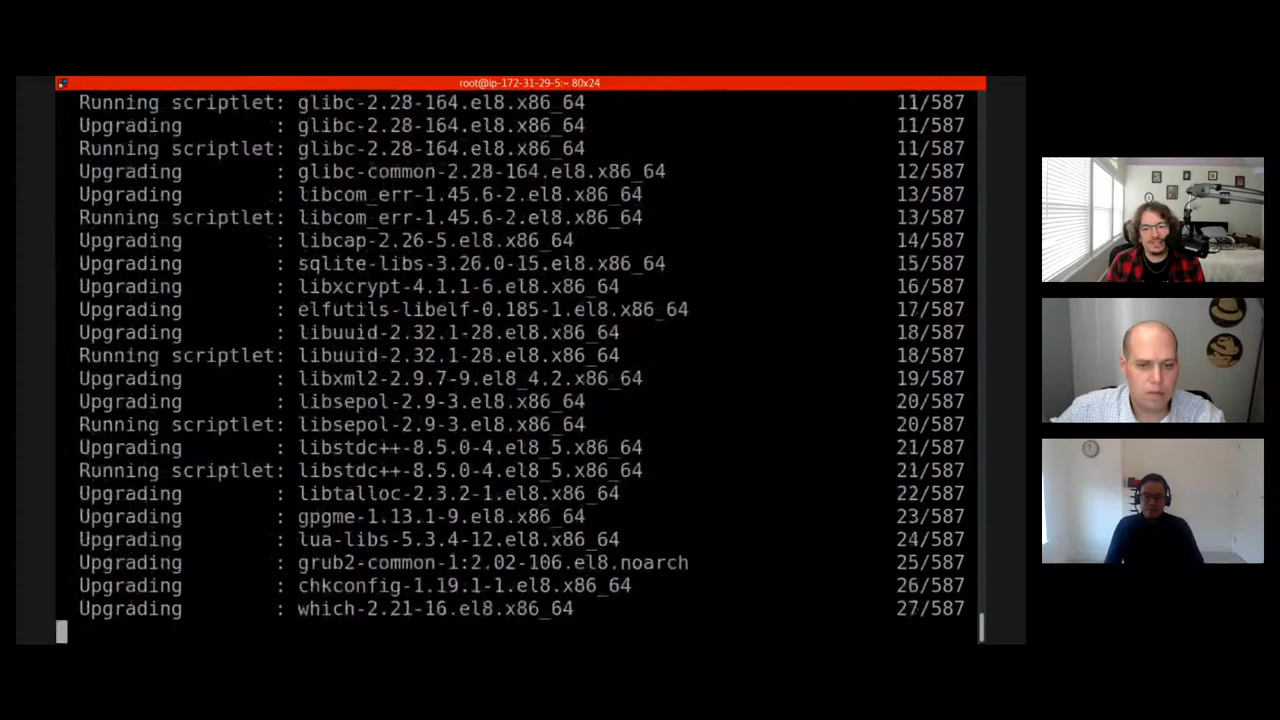 root@ip-172-31-29-5:~ 80x24
Running scriptlet: glibc-2.28-164.el8.x86_64 11/587
Upgrading : glibc-2.28-164.el8.x86_64 11/587
Running scriptlet: glibc-2.28-164.el8.x86_64 11/587
Upgrading : glibc-common-2.28-164.el8.x86_64 12/587
Upgrading : libcom_err-1.45.6-2.el8.x86_64 13/587
Running scriptlet: libcom_err-1.45.6-2.el8.x86_64 13/587
Upgrading : libcap-2.26-5.el8.x86_64 14/587
Upgrading : sqlite-libs-3.26.0-15.el8.x86_64 15/587
Upgrading : libxcrypt-4.1.1-6.el8.x86_64 16/587
Upgrading : elfutils-libelf-0.185-1.el8.x86_64 17/587
Upgrading : libuuid-2.32.1-28.el8.x86_64 18/587
Running scriptlet: libuuid-2.32.1-28.el8.x86_64 18/587
Upgrading : libxml2-2.9.7-9.el8_4.2.x86_64 19/587
Upgrading : libsepol-2.9-3.el8.x86_64 20/587
Running scriptlet: libsepol-2.9-3.el8.x86_64 20/587
Upgrading : libstdc++-8.5.0-4.el8_5.x86_64 21/587
Running scriptlet: libstdc++-8.5.0-4.el8_5.x86_64 21/587
Upgrading : libtalloc-2.3.2-1.el8.x86_64 22/587
Upgrading : gpgme-1.13.1-9.el8.x86_64 23/587
Upgrading : lua-libs-5.3.4-12.el8.x86_64 24/587
Upgrading : grub2-common-1:2.02-106.el8.noarch 25/587
Upgrading : chkconfig-1.19.1-1.el8.x86_64 26/587
Upgrading : which-2.21-16.el8.x86_64 27/587